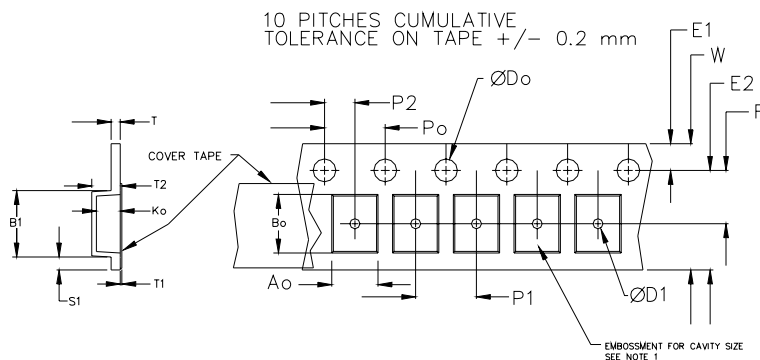 10 PITCHES CUMULATIVE
TOLERANCE ON TAPE +/- 0.2 mm
E1
W
E2
F
ØDo
P2
Po
T
COVER TAPE
T2
Ko
B1
Bo
S1
T1
Ao
P1
ØD1
EMBOSSMENT FOR CAVITY SIZE
SEE NOTE 1